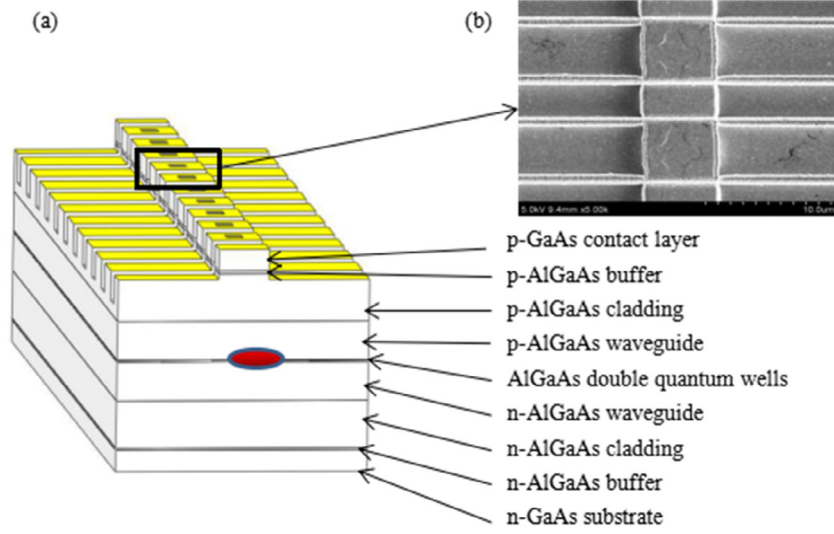 (a)
(b)
5.0kV 9.4mm x5.00k
10.0um
p-GaAs contact layer
p-AlGaAs buffer
p-AlGaAs cladding
p-AlGaAs waveguide
AlGaAs double quantum wells
n-AlGaAs waveguide
n-AlGaAs cladding
n-AlGaAs buffer
n-GaAs substrate